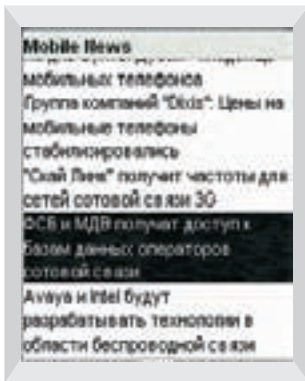 Mobile News
мобильных телефонов
Группа компаний "Dixis": Цены на
мобильные телефоны
стабилизировались
"Скай Линк" получит частоты для
сетей сотовой связи 3G
ФСБ и МДВ получат доступ к
базам данных операторов
сотовой связи
Avaya и Intel будут
разрабатывать технологии в
области беспроводной связи